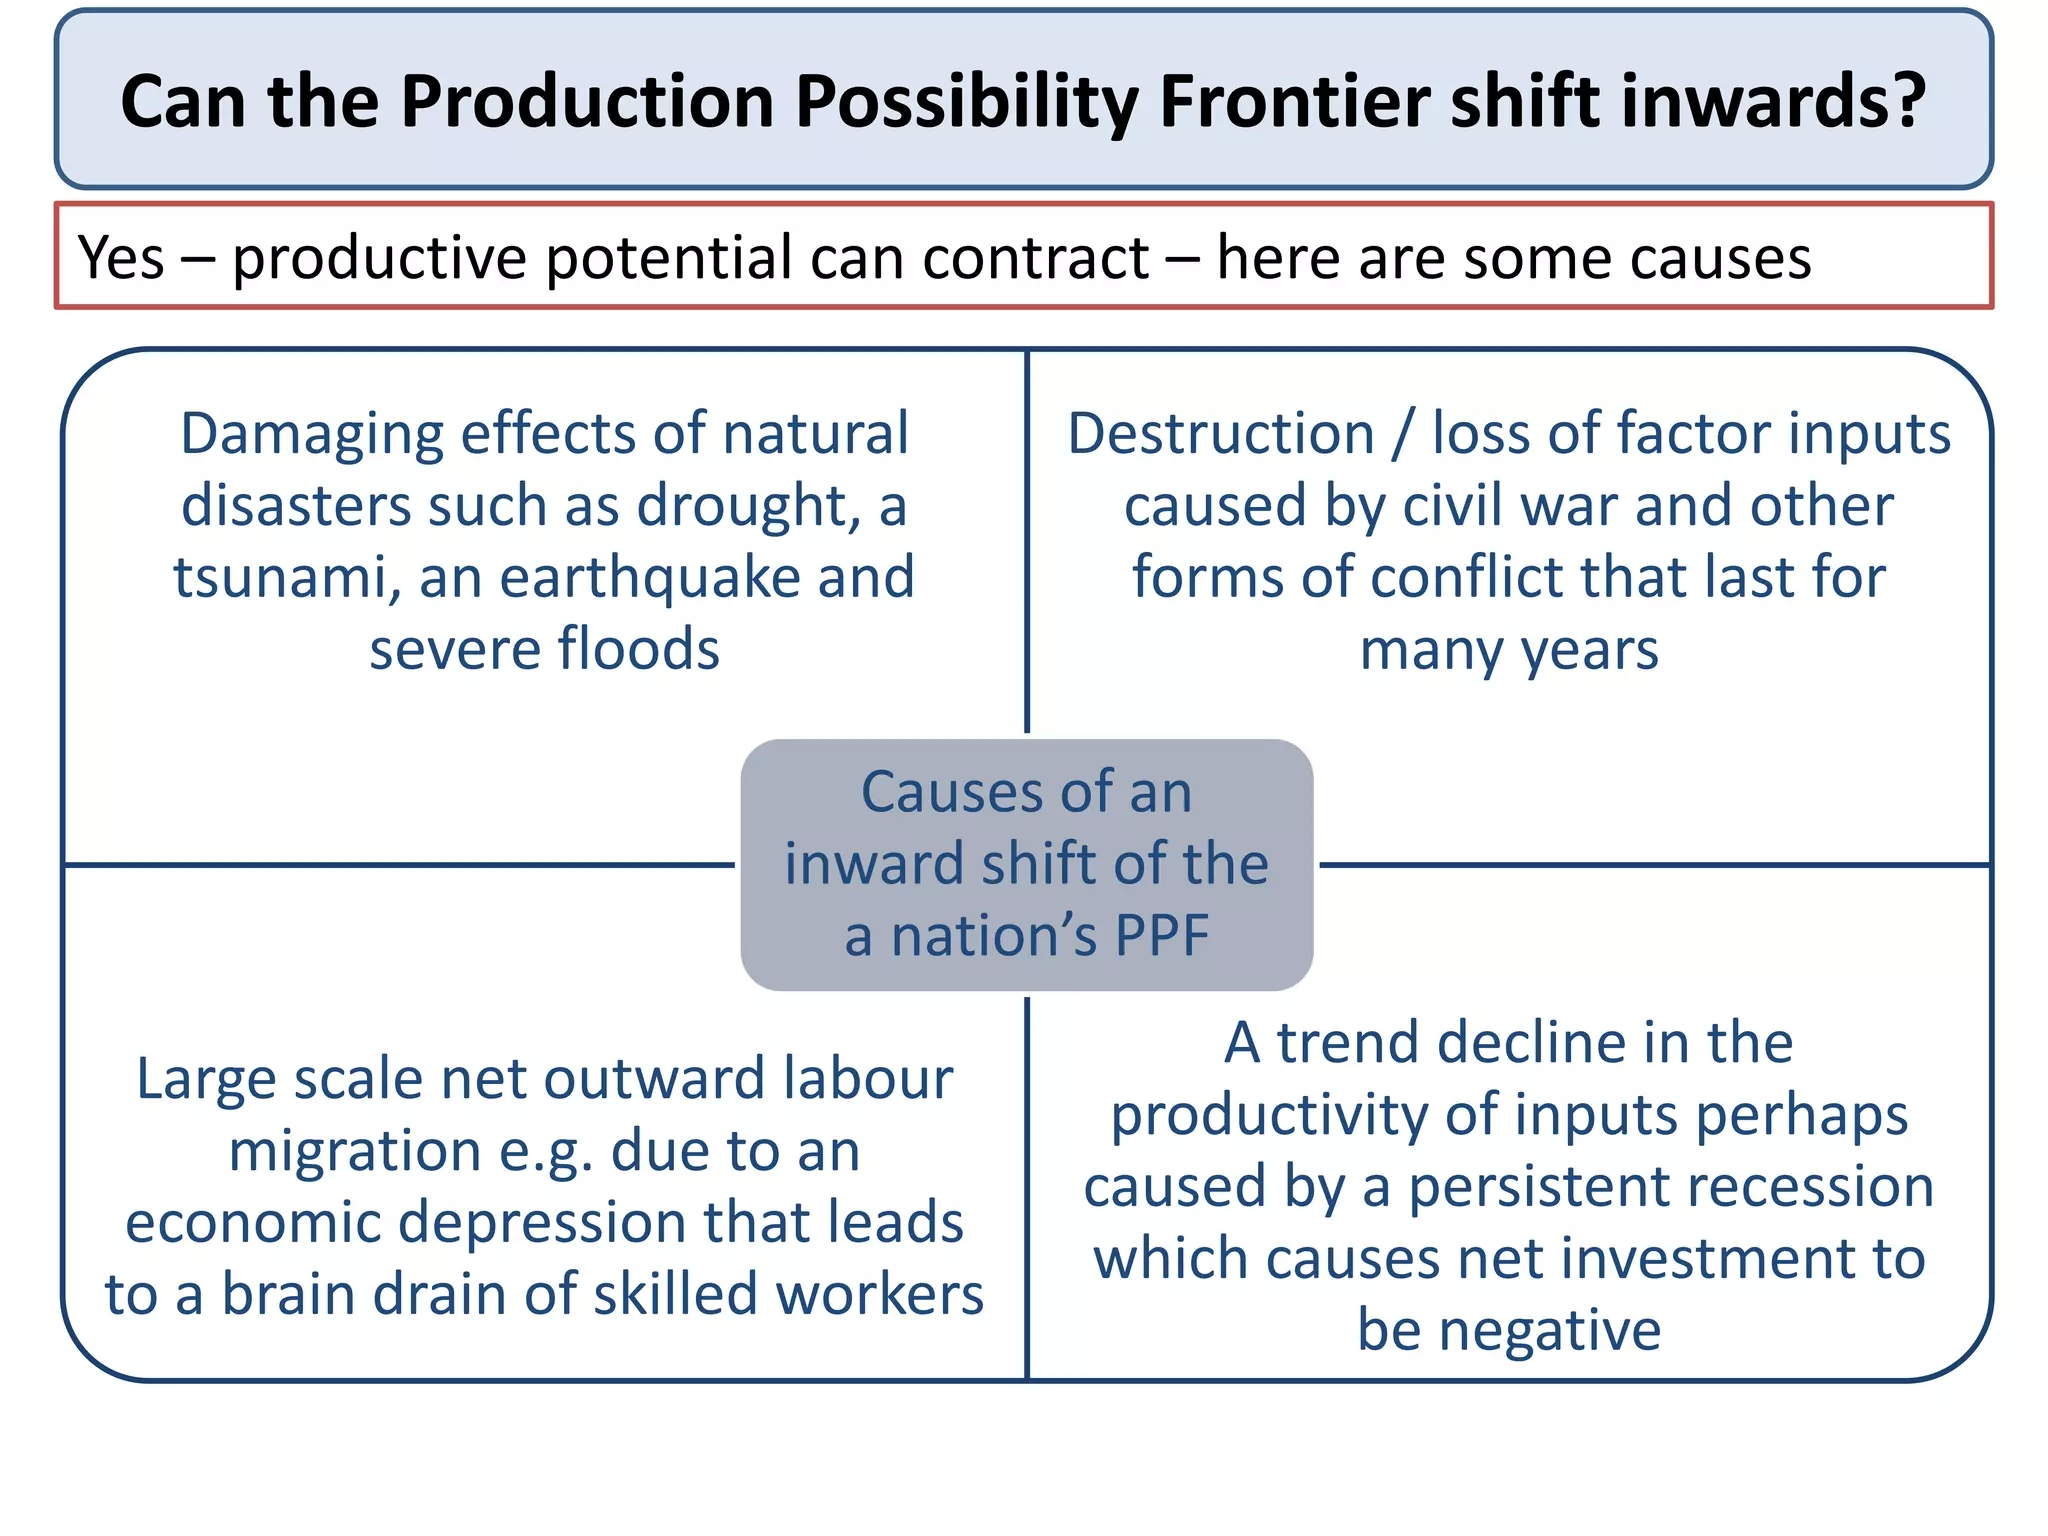 Can the Production Possibility Frontier shift inwards?
Yes – productive potential can contract – here are some causes
Damaging effects of natural
disasters such as drought, a
tsunami, an earthquake and
severe floods
Destruction / loss of factor inputs
caused by civil war and other
forms of conflict that last for
many years
Causes of an
inward shift of the
a nation’s PPF
Large scale net outward labour
migration e.g. due to an
economic depression that leads
to a brain drain of skilled workers
A trend decline in the
productivity of inputs perhaps
caused by a persistent recession
which causes net investment to
be negative